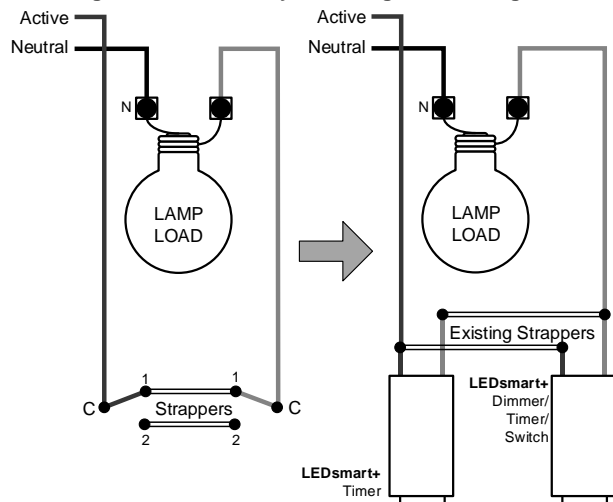 Active
Neutral
N
LAMP
LOAD
1
1
C
Strappers
C
2
2
Active
Neutral
N
LAMP
LOAD
Existing Strappers
LEDsmart+
Dimmer/
Timer/
Switch
LEDsmart+
Timer